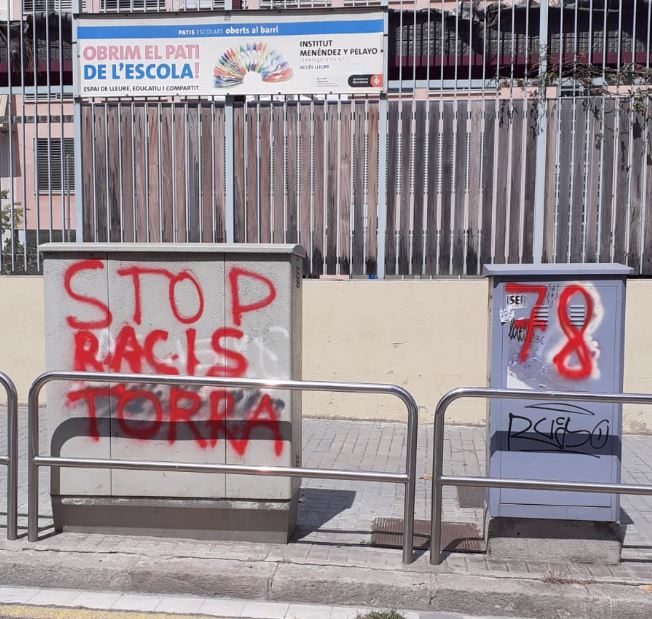 PATIS ESCOLARS oberts al barri
OBRIM EL PATI
DE L'ESCOLA!
ESPAI DE LLEURE, EDUCATIU I COMPARTIT
INSTITUT
MENÉNDEZ Y PELAYO
ACCÉS LLIURE
STOP
RACIS
TORRA
78